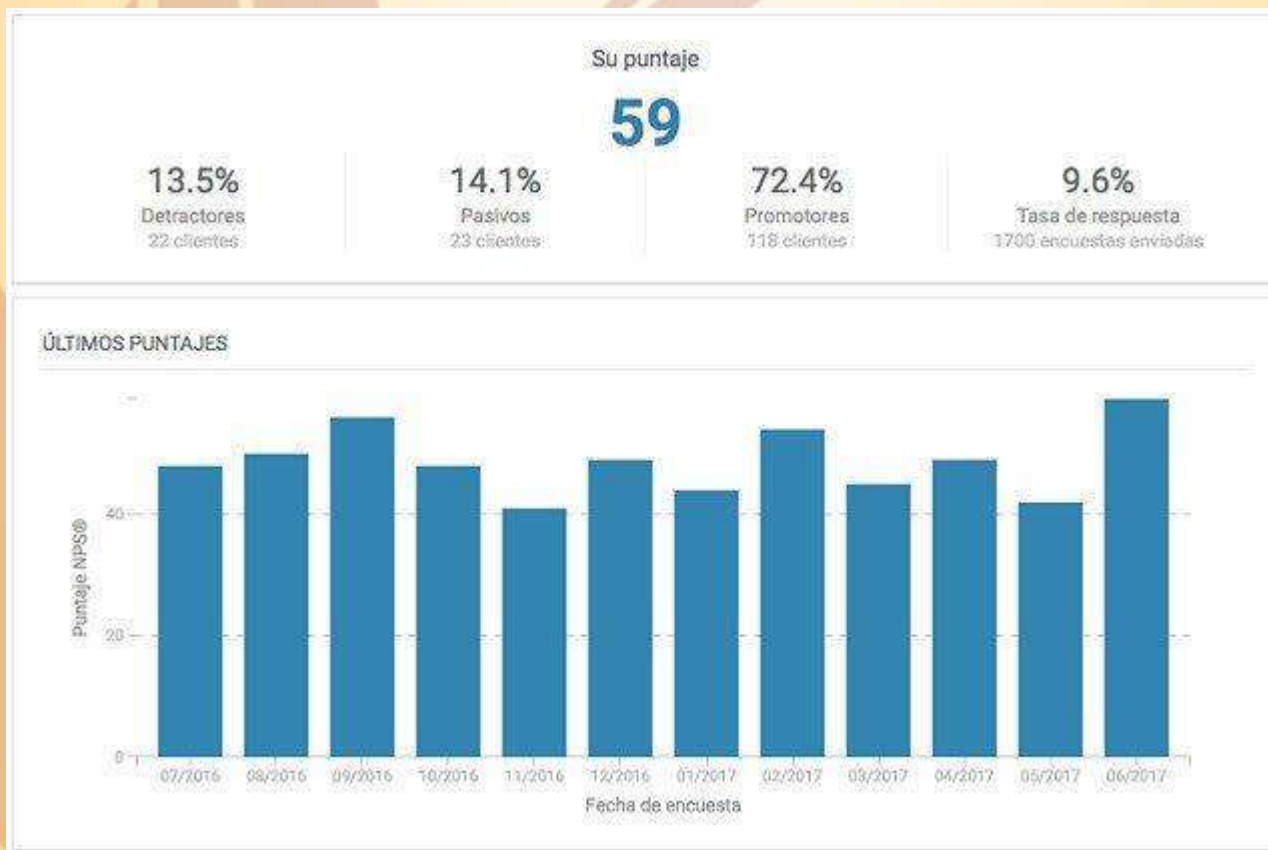 Su puntaje
59
13.5% 14.1% 72.4% 9.6%
Detractores Pasivos Promotores Tasa de respuesta
22 clientes 23 clientes 118 clientes 1700 encuestas enviadas
ÚLTIMOS PUNTAJES
Puntaje NPS®
40
20
0
07/2016 08/2016 09/2016 10/2016 11/2016 12/2016 01/2017 02/2017 03/2017 04/2017 05/2017 06/2017
Fecha de encuesta